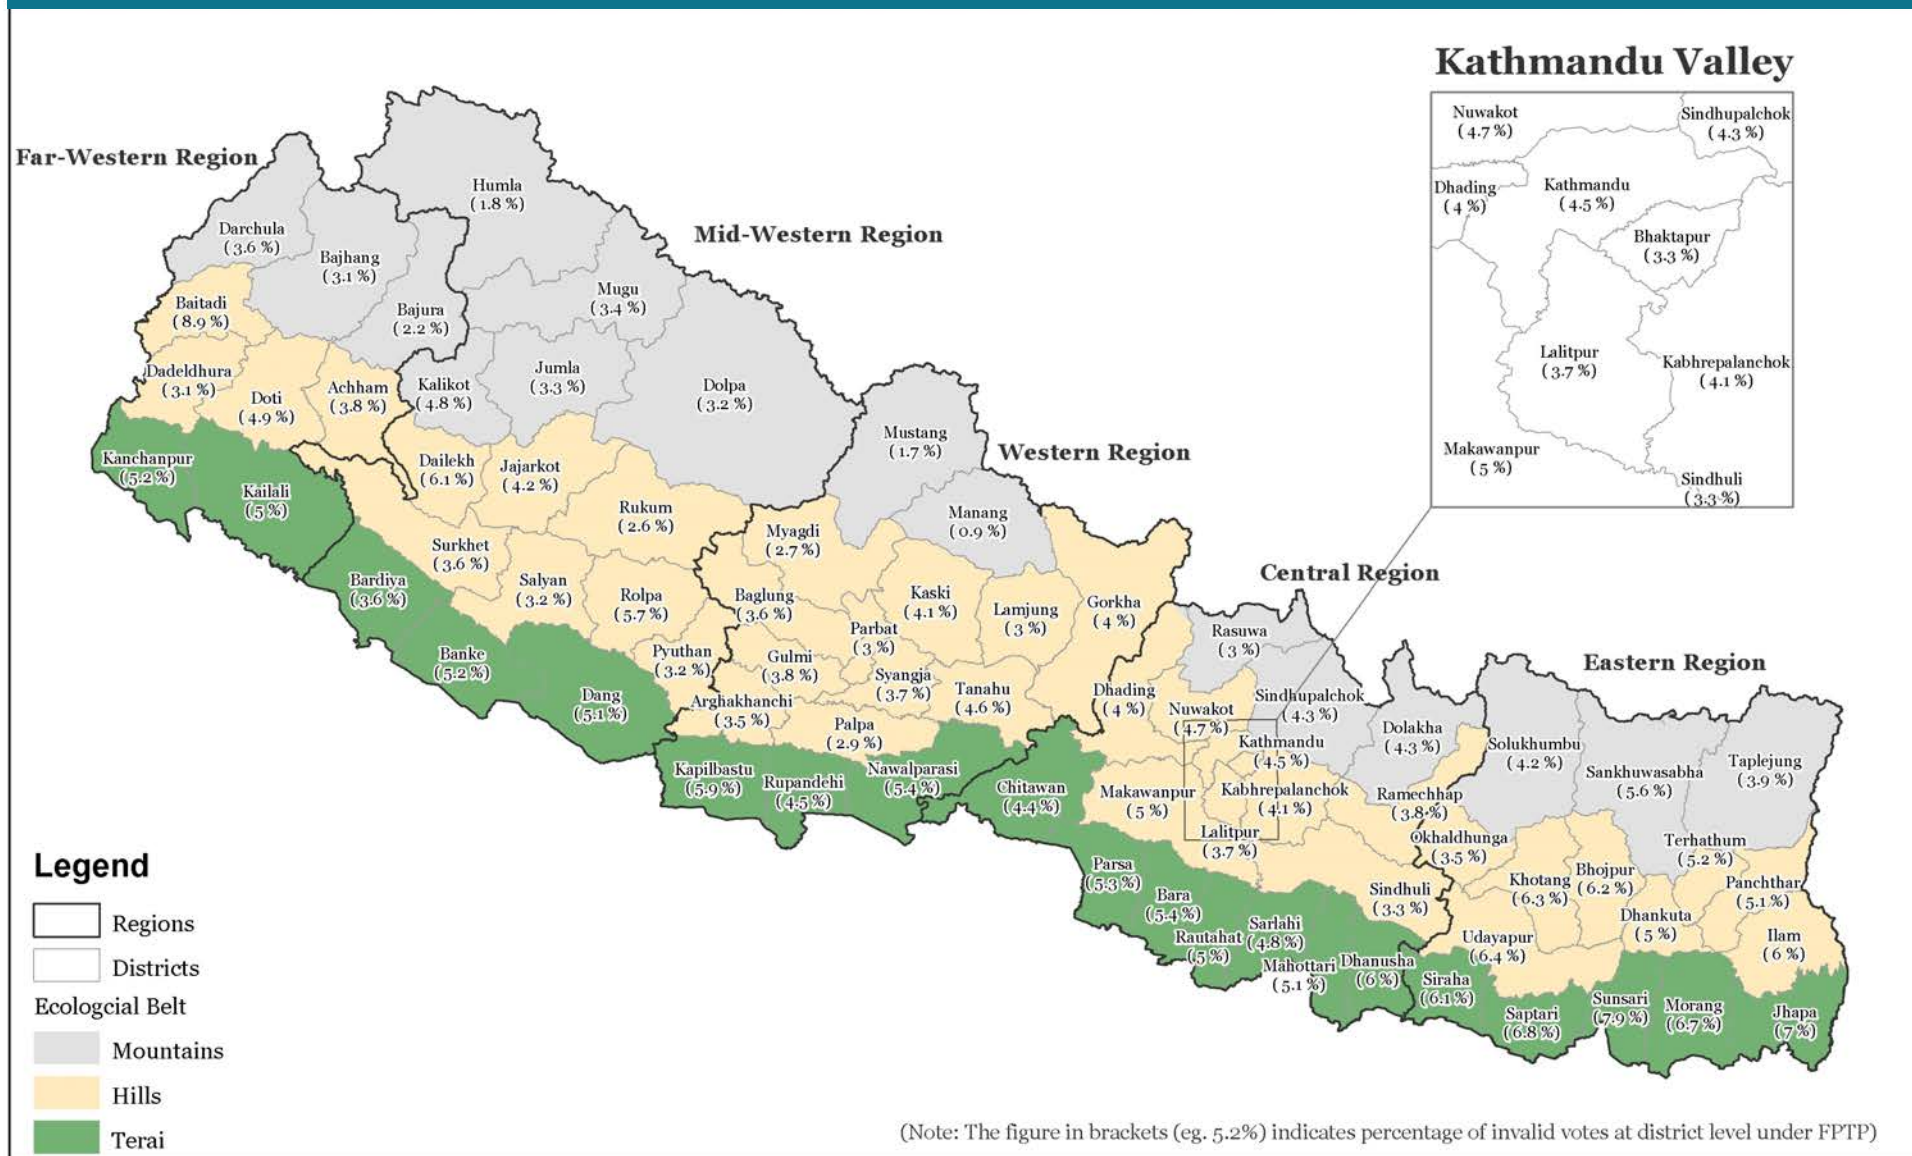 Kathmandu Valley
Nuwakot
(4.7 %)
Sindhupalchok
(4.3 %)
Dhading
(4 %)
Kathmandu
(4.5 %)
Bhaktapur
(3.3 %)
Lalitpur
(3.7 %)
Kabhrepalanchok
(4.1 %)
Makawanpur
(5 %)
Sindhuli
(3.3 %)
Far-Western Region
Darchula
(3.6 %)
Bajhang
(3.1 %)
Bajura
(2.2 %)
Baitadi
(8.9 %)
Dadeldhura
(3.1 %)
Doti
(4.9 %)
Achham
(3.8 %)
Kanchanpur
(5.2 %)
Kailali
(5 %)
Mid-Western Region
Humla
(1.8 %)
Mugu
(3.4 %)
Kalikot
(4.8 %)
Jumla
(3.3 %)
Dolpa
(3.2 %)
Dailekh
(6.1 %)
Jajarkot
(4.2 %)
Rukum
(2.6 %)
Surkhet
(3.6 %)
Salyan
(3.2 %)
Rolpa
(5.7 %)
Pyuthan
(3.2 %)
Bardiya
(3.6 %)
Banke
(5.2 %)
Dang
(5.1 %)
Western Region
Mustang
(1.7 %)
Manang
(0.9 %)
Myagdi
(2.7 %)
Baglung
(3.6 %)
Kaski
(4.1 %)
Lamjung
(3 %)
Gorkha
(4 %)
Parbat
(3 %)
Gulmi
(3.8 %)
Syangja
(3.7 %)
Tanahu
(4.6 %)
Arghakhanchi
(3.5 %)
Palpa
(2.9 %)
Kapilbastu
(5.9 %)
Rupandehi
(4.5 %)
Nawalparasi
(5.4 %)
Central Region
Rasuwa
(3 %)
Dhading
(4 %)
Nuwakot
(4.7 %)
Sindhupalchok
(4.3 %)
Dolakha
(4.3 %)
Kathmandu
(4.5 %)
Chitawan
(4.4 %)
Makawanpur
(5 %)
Kabhrepalanchok
(4.1 %)
Ramechhap
(3.8 %)
Lalitpur
(3.7 %)
Sindhuli
(3.3 %)
Parsa
(5.3 %)
Bara
(5.4 %)
Rautahat
(5 %)
Sarlahi
(4.8 %)
Mahottari
(5.1 %)
Dhanusha
(6 %)
Eastern Region
Solukhumbu
(4.2 %)
Sankhuwasabha
(5.6 %)
Taplejung
(3.9 %)
Okhaldhunga
(3.5 %)
Khotang
(6.3 %)
Bhojpur
(6.2 %)
Terhathum
(5.2 %)
Panchthar
(5.1 %)
Dhankuta
(5 %)
Ilam
(6 %)
Udayapur
(6.4 %)
Siraha
(6.1 %)
Saptari
(6.8 %)
Sunsari
(7.9 %)
Morang
(6.7 %)
Jhapa
(7 %)
Legend
Regions
Districts
Ecologcial Belt
Mountains
Hills
Terai
(Note: The figure in brackets (eg. 5.2%) indicates percentage of invalid votes at district level under FPTP)